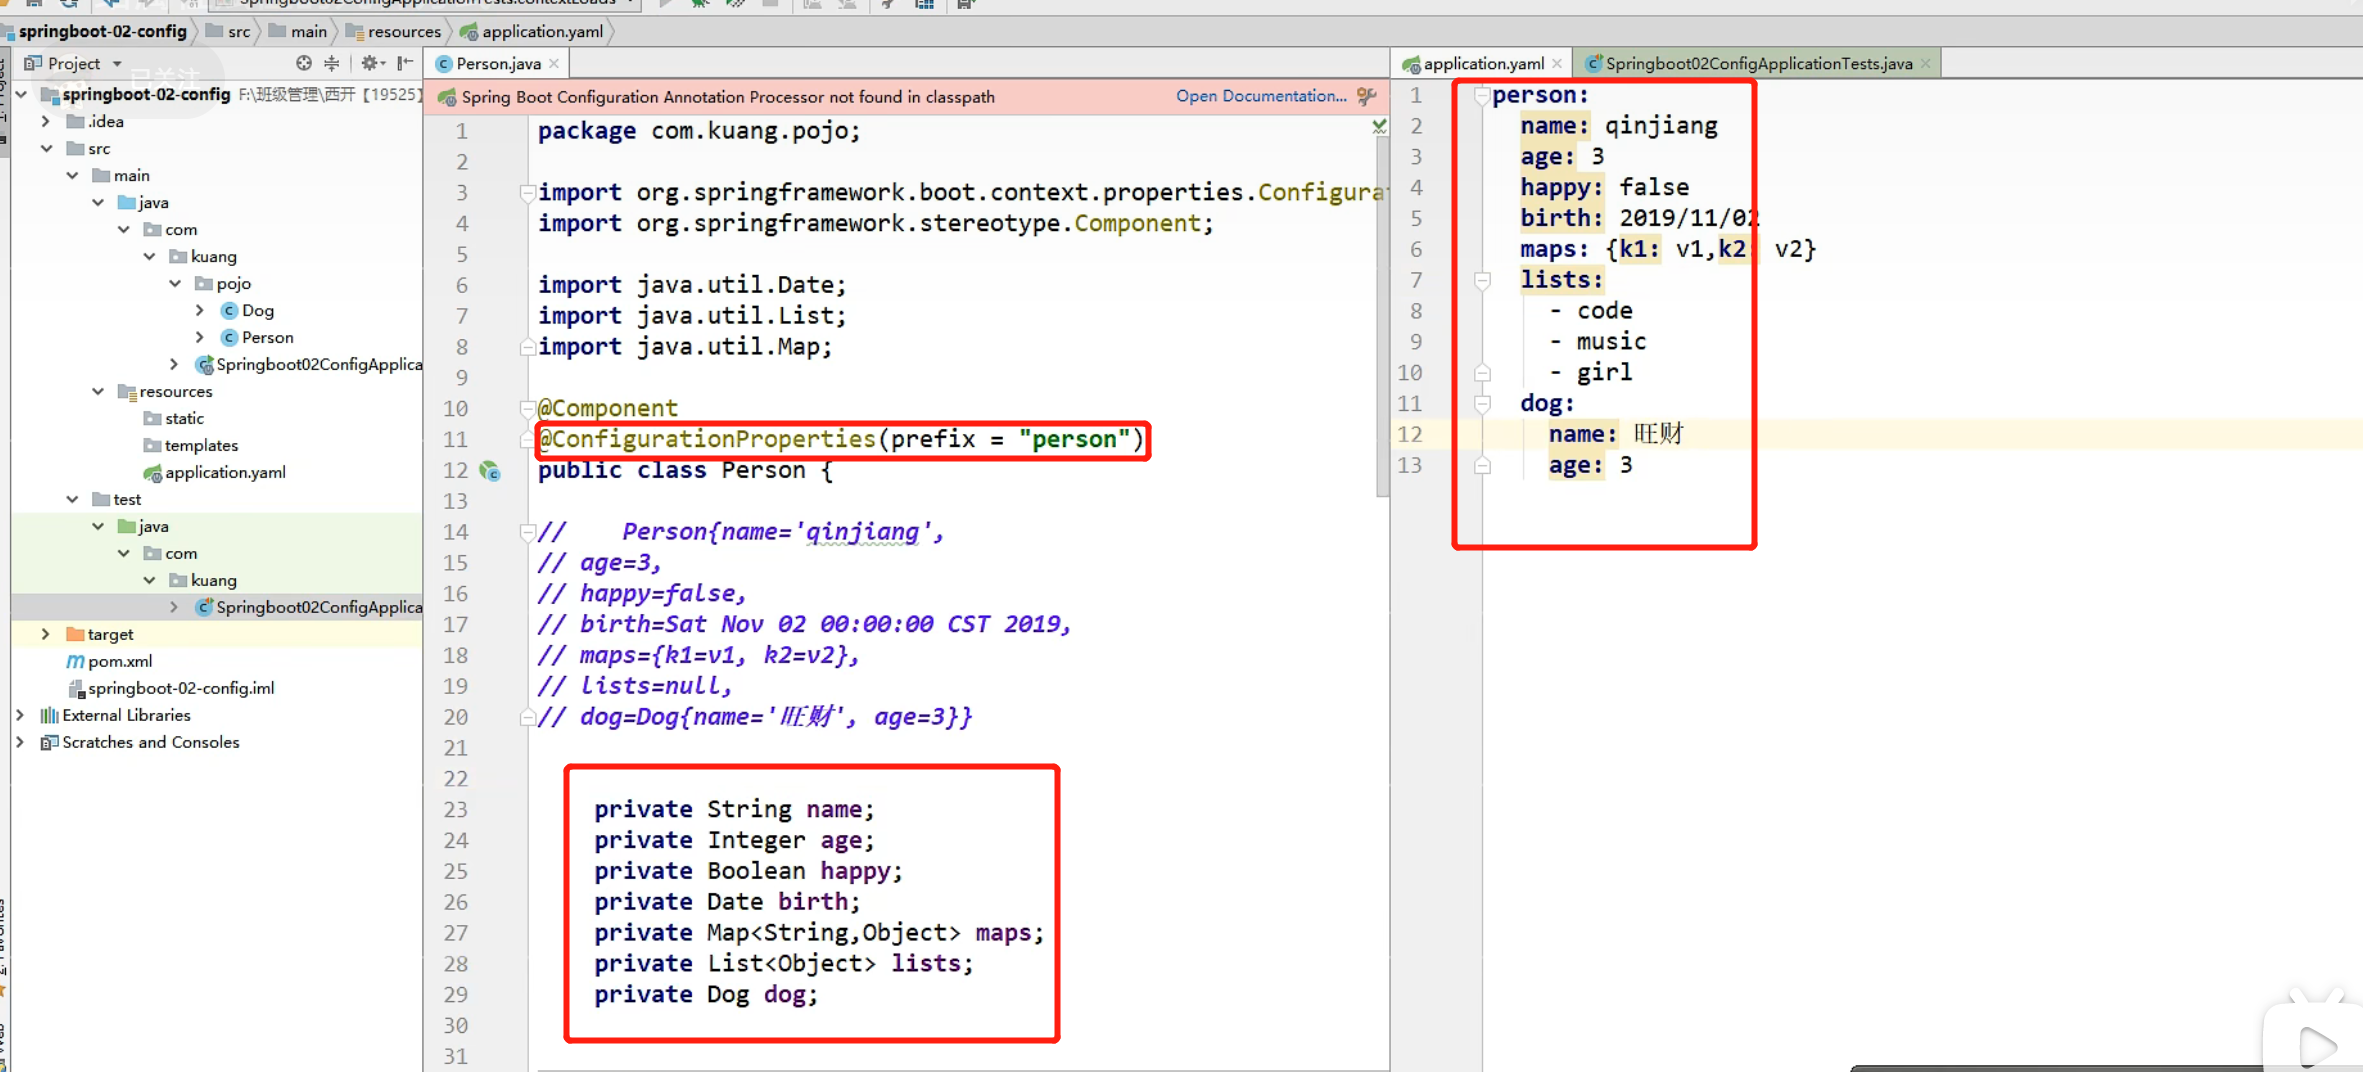 springboot-02-config src main resources application.yaml
Project
已关注
springboot-02-config F:\班级管理\西开【19525】
.idea
src
main
java
com
kuang
pojo
Dog
Person
Springboot02ConfigApplica
resources
static
templates
application.yaml
test
java
com
kuang
Springboot02ConfigApplica
target
pom.xml
springboot-02-config.iml
External Libraries
Scratches and Consoles
Person.java
Spring Boot Configuration Annotation Processor not found in classpath Open Documentation...
1 package com.kuang.pojo;
2
3 import org.springframework.boot.context.properties.Configura
4 import org.springframework.stereotype.Component;
5
6 import java.util.Date;
7 import java.util.List;
8 import java.util.Map;
9
10 @Component
11 @ConfigurationProperties(prefix = "person")
12 public class Person {
13
14 // Person{name='qinjiang',
15 // age=3,
16 // happy=false,
17 // birth=Sat Nov 02 00:00:00 CST 2019,
18 // maps={k1=v1, k2=v2},
19 // lists=null,
20 // dog=Dog{name='旺财', age=3}}
21
22
23 private String name;
24 private Integer age;
25 private Boolean happy;
26 private Date birth;
27 private Map<String,Object> maps;
28 private List<Object> lists;
29 private Dog dog;
30
31
application.yaml Springboot02ConfigApplicationTests.java
1 person:
2 name: qinjiang
3 age: 3
4 happy: false
5 birth: 2019/11/02
6 maps: {k1: v1,k2: v2}
7 lists:
8 - code
9 - music
10 - girl
11 dog:
12 name: 旺财
13 age: 3